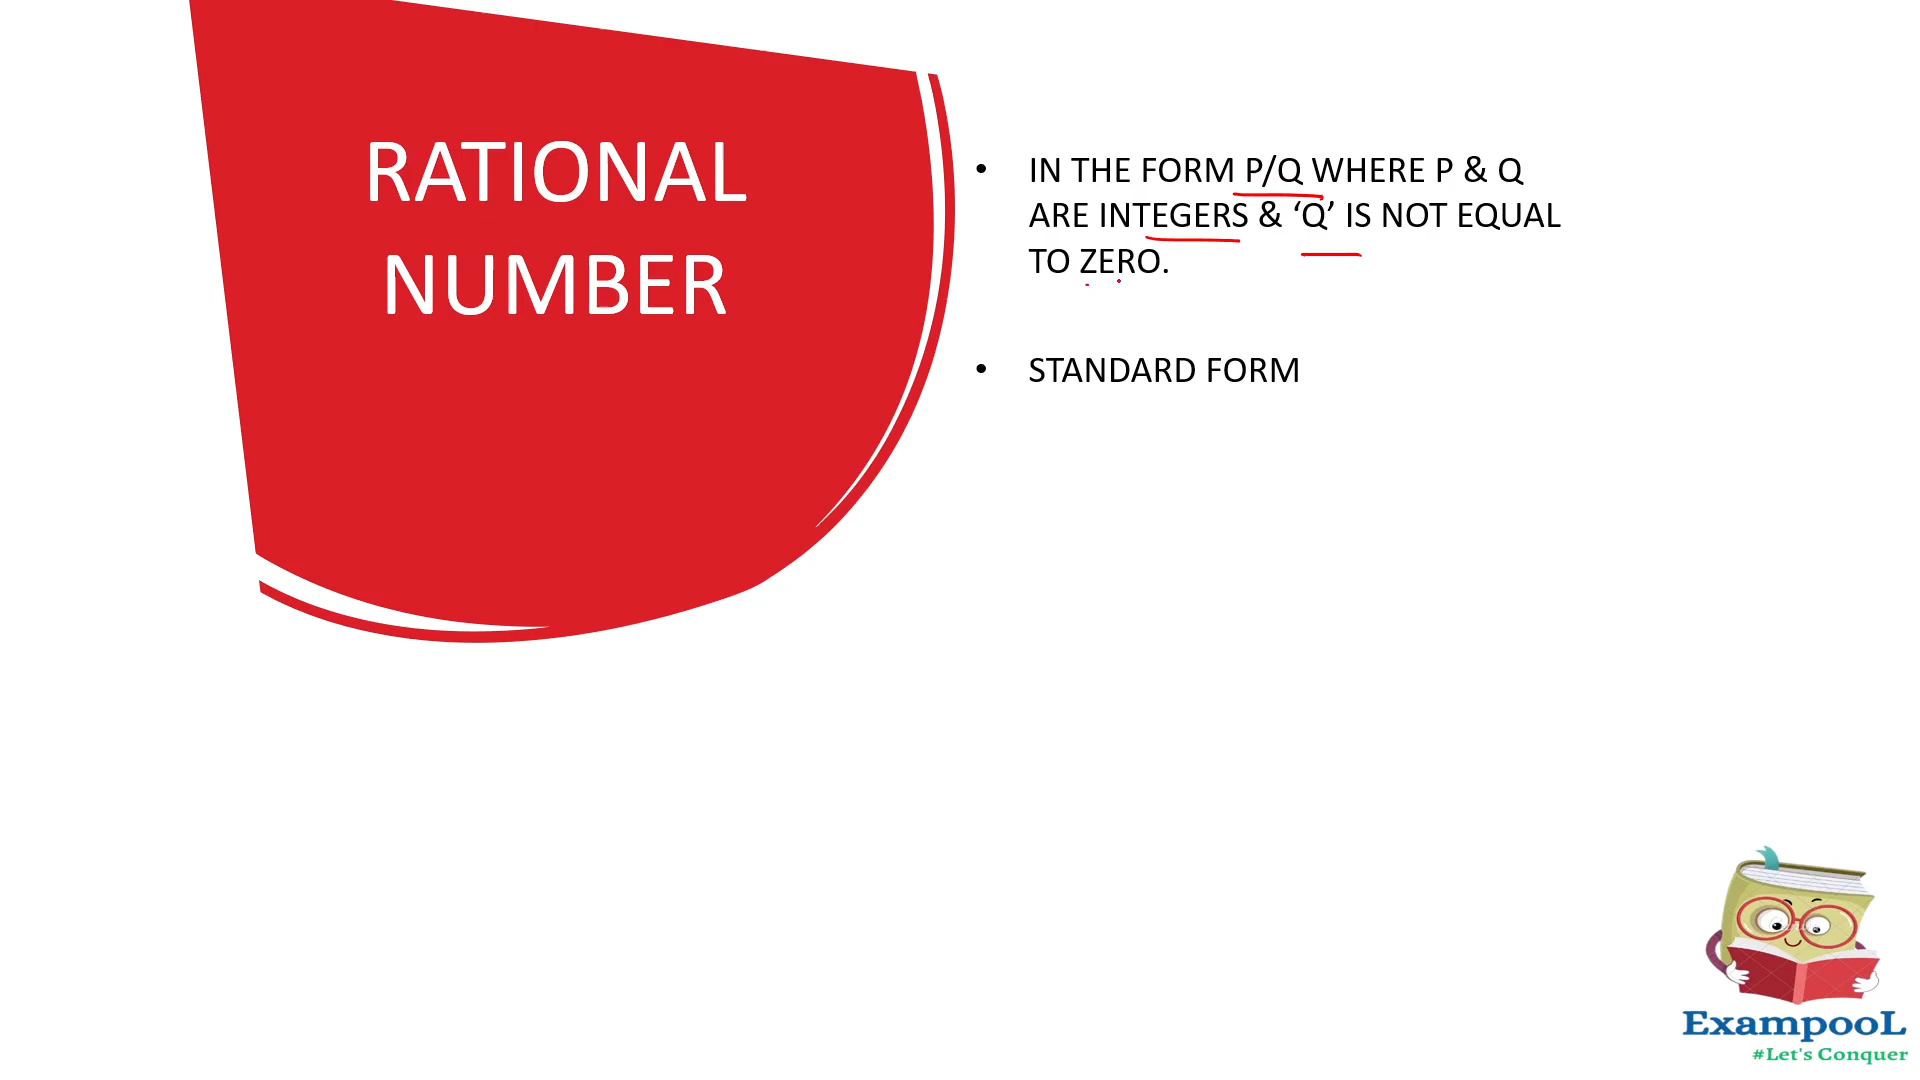 RATIONAL
NUMBER
• IN THE FORM P/Q WHERE P & Q
ARE INTEGERS & ‘Q’ IS NOT EQUAL
TO ZERO.
• STANDARD FORM
ExampooL
#Let's Conquer